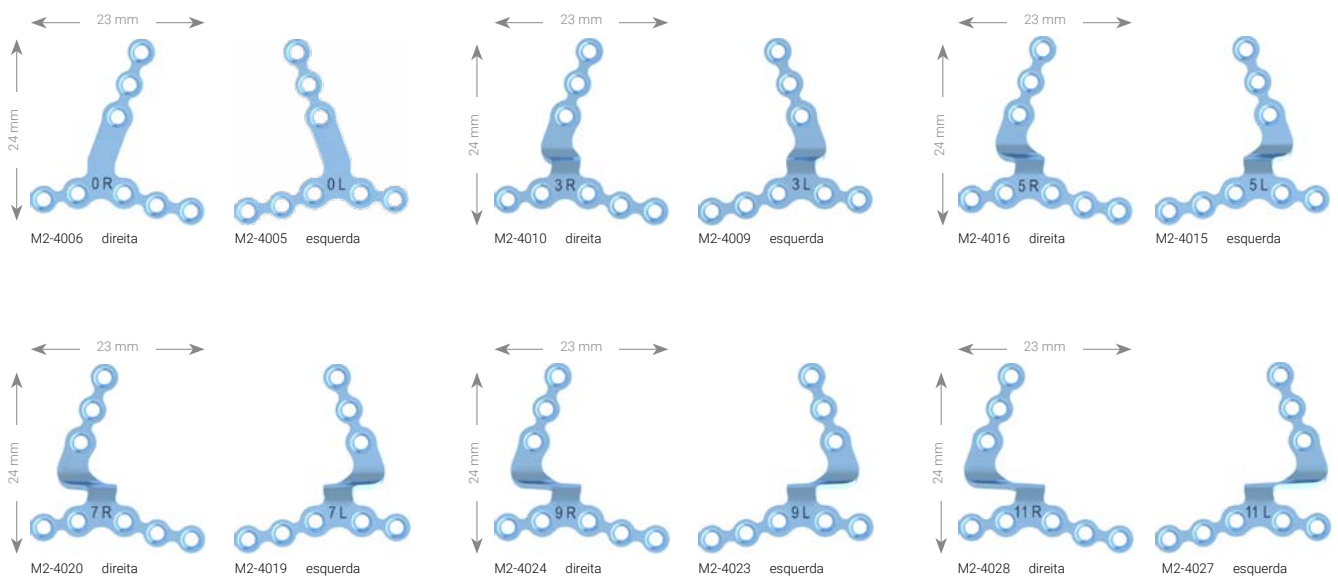 23 mm
23 mm
23 mm
24 mm
24 mm
24 mm
0 R
0 L
3 R
3 L
5 R
5 L
M2-4006 direita
M2-4005 esquerda
M2-4010 direita
M2-4009 esquerda
M2-4016 direita
M2-4015 esquerda
23 mm
23 mm
23 mm
24 mm
24 mm
24 mm
7 R
7 L
9 R
9 L
11 R
11 L
M2-4020 direita
M2-4019 esquerda
M2-4024 direita
M2-4023 esquerda
M2-4028 direita
M2-4027 esquerda